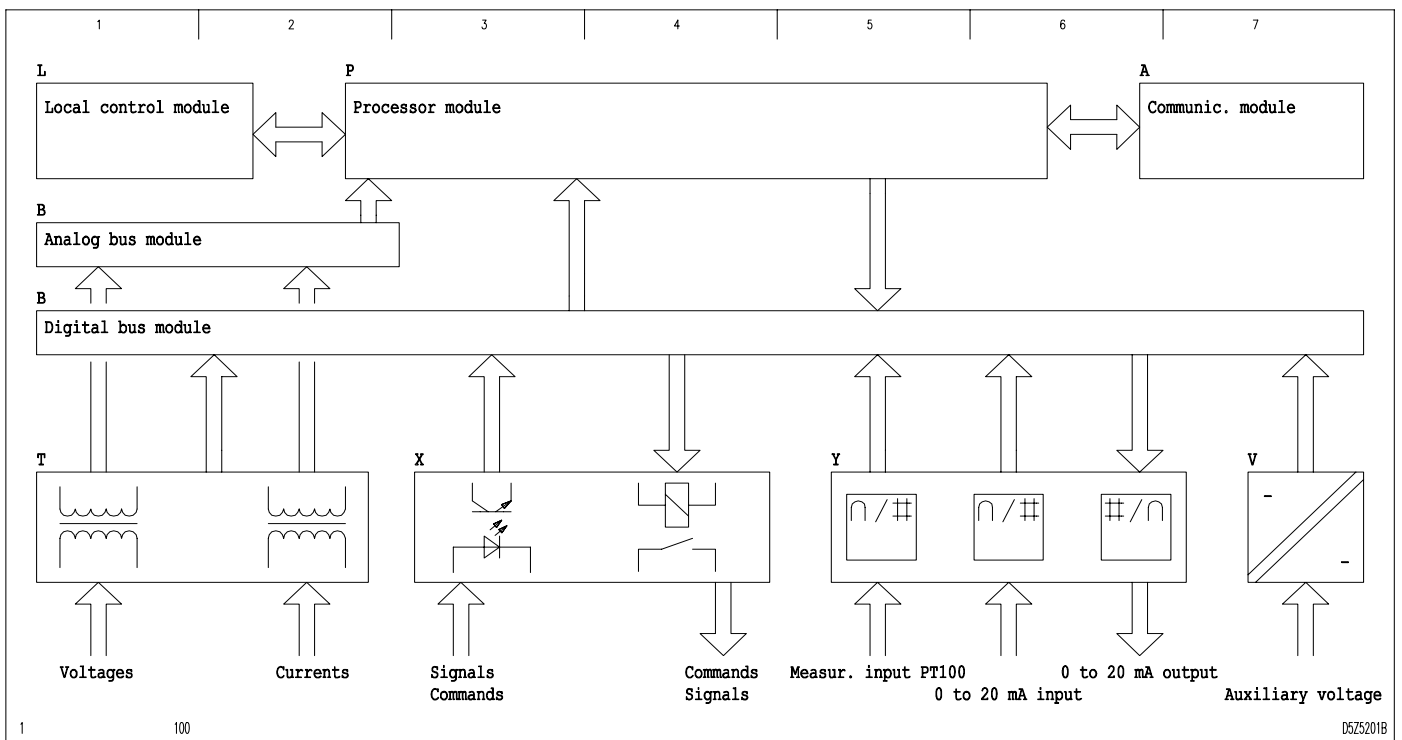 1 2 3 4 5 6 7
L P A
Local control module Processor module Communic. module
B
Analog bus module
B
Digital bus module
T X Y V
∩/# ∩/# #/∩
- -
Voltages Currents Signals Commands Measur. input PT100 0 to 20 mA output
Commands Signals 0 to 20 mA input Auxiliary voltage
1 100 D5Z5201B